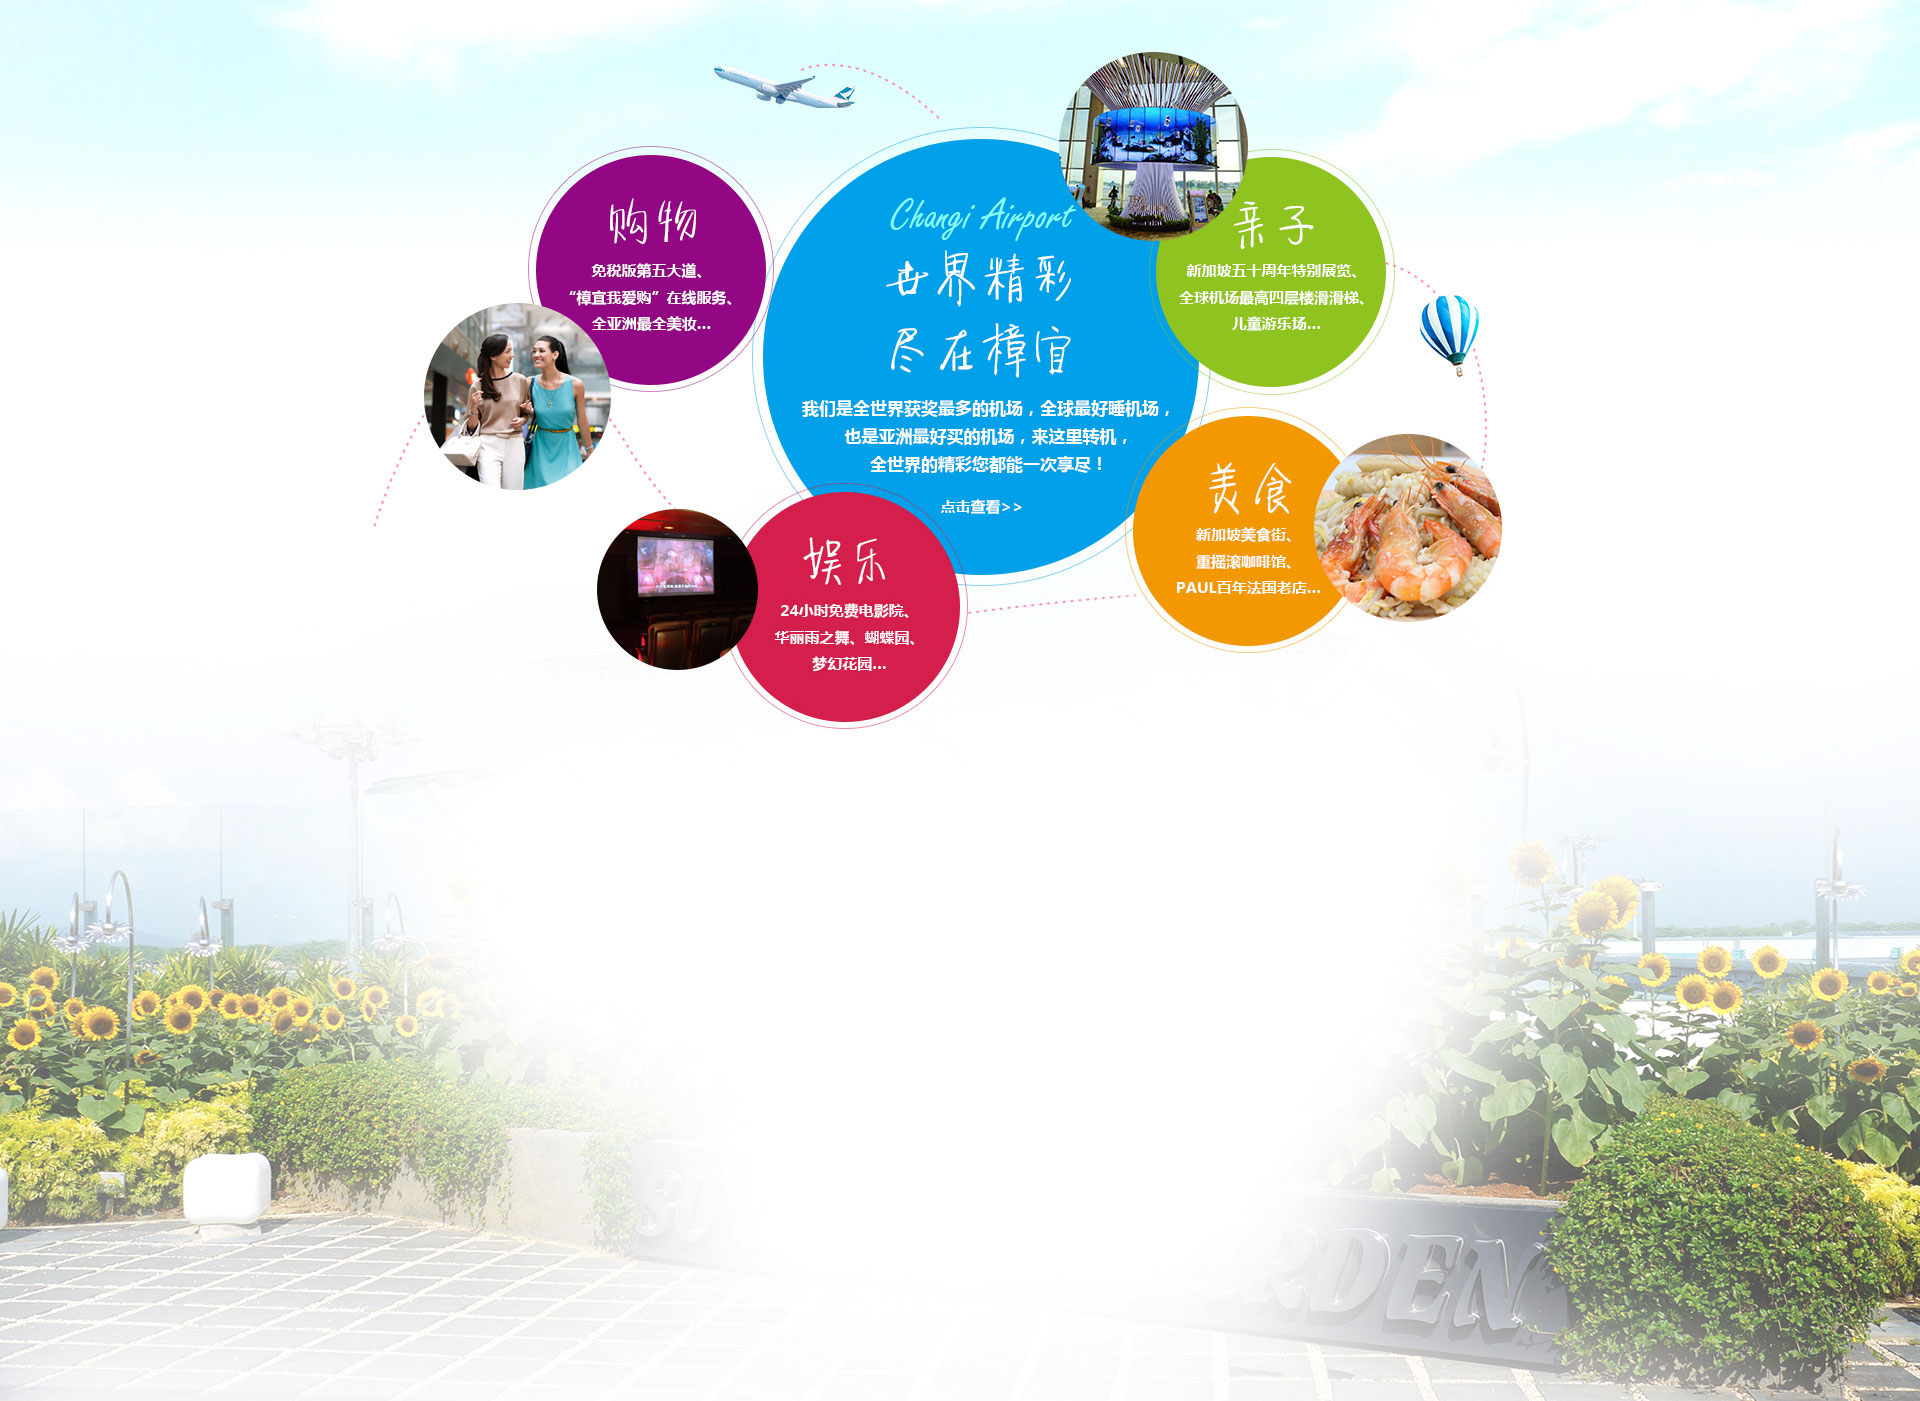 Changi Airport
世界精彩
尽在樟宜
我们是全世界获奖最多的机场，全球最好睡机场，
也是亚洲最好买的机场，来这里转机，
全世界的精彩您都能一次享尽！
点击查看>>
购物
免税版第五大道、
“樟宜我爱购”在线服务、
全亚洲最全美妆...
亲子
新加坡五十周年特别展览、
全球机场最高四层楼滑滑梯、
儿童游乐场...
美食
新加坡美食街、
重摇滚咖啡馆、
PAUL百年法国老店...
娱乐
24小时免费电影院、
华丽雨之舞、蝴蝶园、
梦幻花园...
SU
RDEN